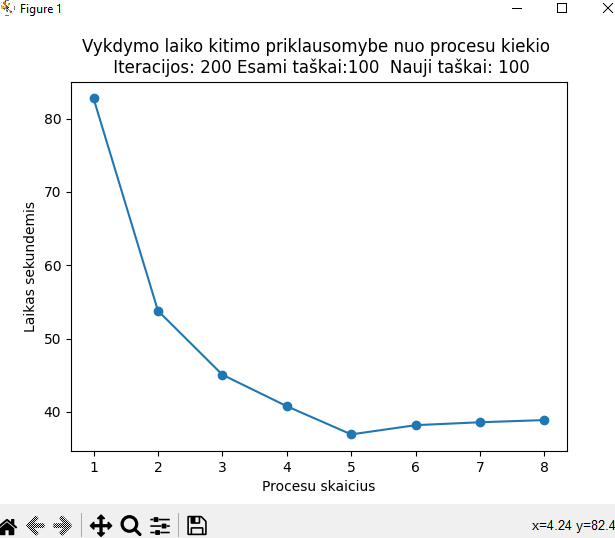 Figure 1
Vykdymo laiko kitimo priklausomybe nuo procesu kiekio
Iteracijos: 200 Esami taškai:100  Nauji taškai: 100
Laikas sekundemis
80
70
60
50
40
1 2 3 4 5 6 7 8
Procesu skaicius
x=4.24 y=82.4